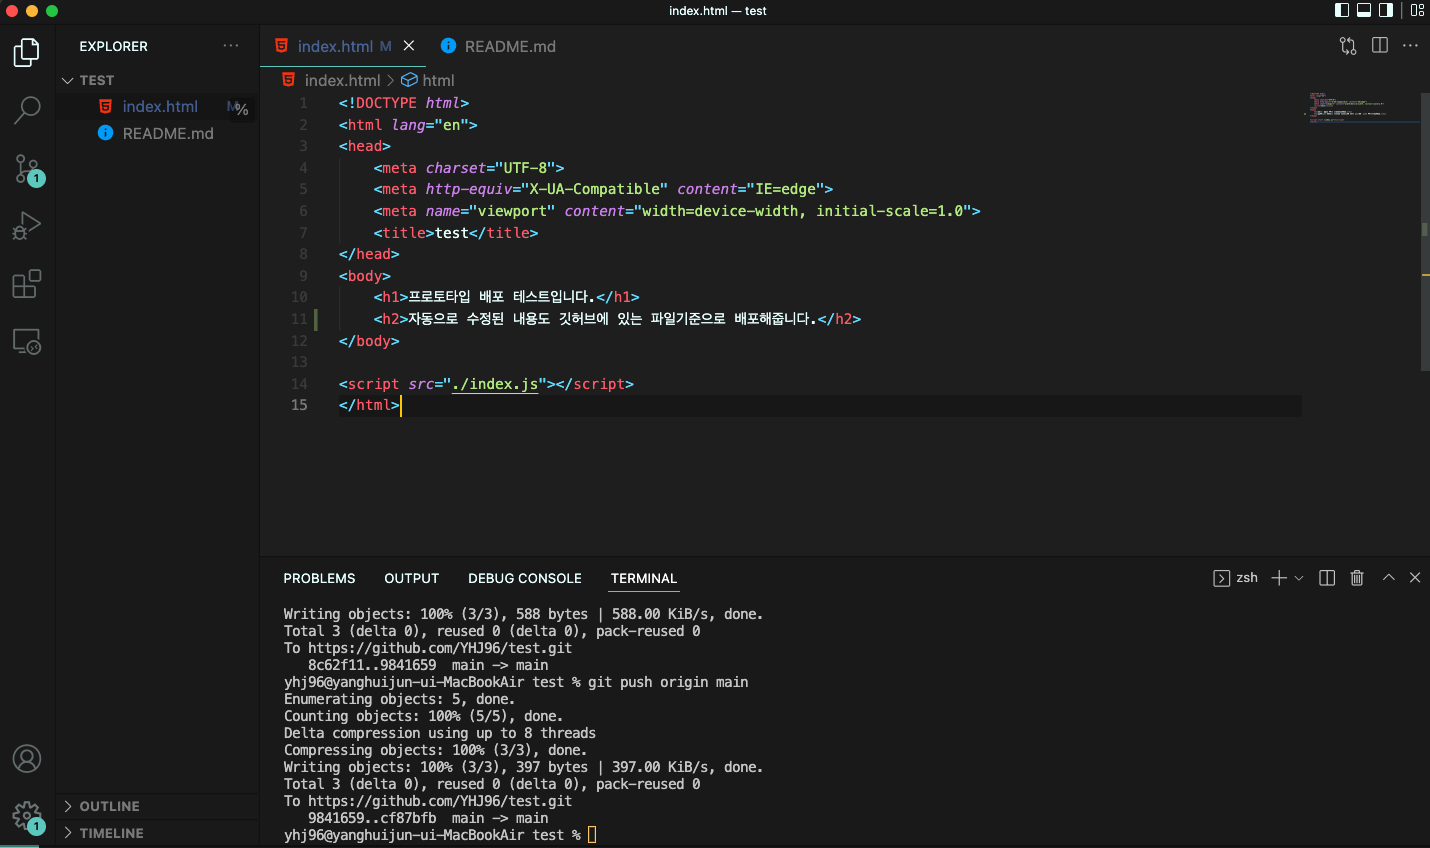 index.html — test
EXPLORER
TEST
index.html M
%
README.md
1
OUTLINE
1
TIMELINE
index.html M
README.md
index.html > html
1 <!DOCTYPE html>
2 <html lang="en">
3 <head>
4 <meta charset="UTF-8">
5 <meta http-equiv="X-UA-Compatible" content="IE=edge">
6 <meta name="viewport" content="width=device-width, initial-scale=1.0">
7 <title>test</title>
8 </head>
9 <body>
10 <h1>프로토타입 배포 테스트입니다.</h1>
11 <h2>자동으로 수정된 내용도 깃허브에 있는 파일기준으로 배포해줍니다.</h2>
12 </body>
13
14 <script src="./index.js"></script>
15 </html>
PROBLEMS OUTPUT DEBUG CONSOLE TERMINAL
zsh
Writing objects: 100% (3/3), 588 bytes | 588.00 KiB/s, done.
Total 3 (delta 0), reused 0 (delta 0), pack-reused 0
To https://github.com/YHJ96/test.git
8c62f11..9841659 main -> main
yhj96@yanghuijun-ui-MacBookAir test % git push origin main
Enumerating objects: 5, done.
Counting objects: 100% (5/5), done.
Delta compression using up to 8 threads
Compressing objects: 100% (3/3), done.
Writing objects: 100% (3/3), 397 bytes | 397.00 KiB/s, done.
Total 3 (delta 0), reused 0 (delta 0), pack-reused 0
To https://github.com/YHJ96/test.git
9841659..cf87bfb main -> main
yhj96@yanghuijun-ui-MacBookAir test %